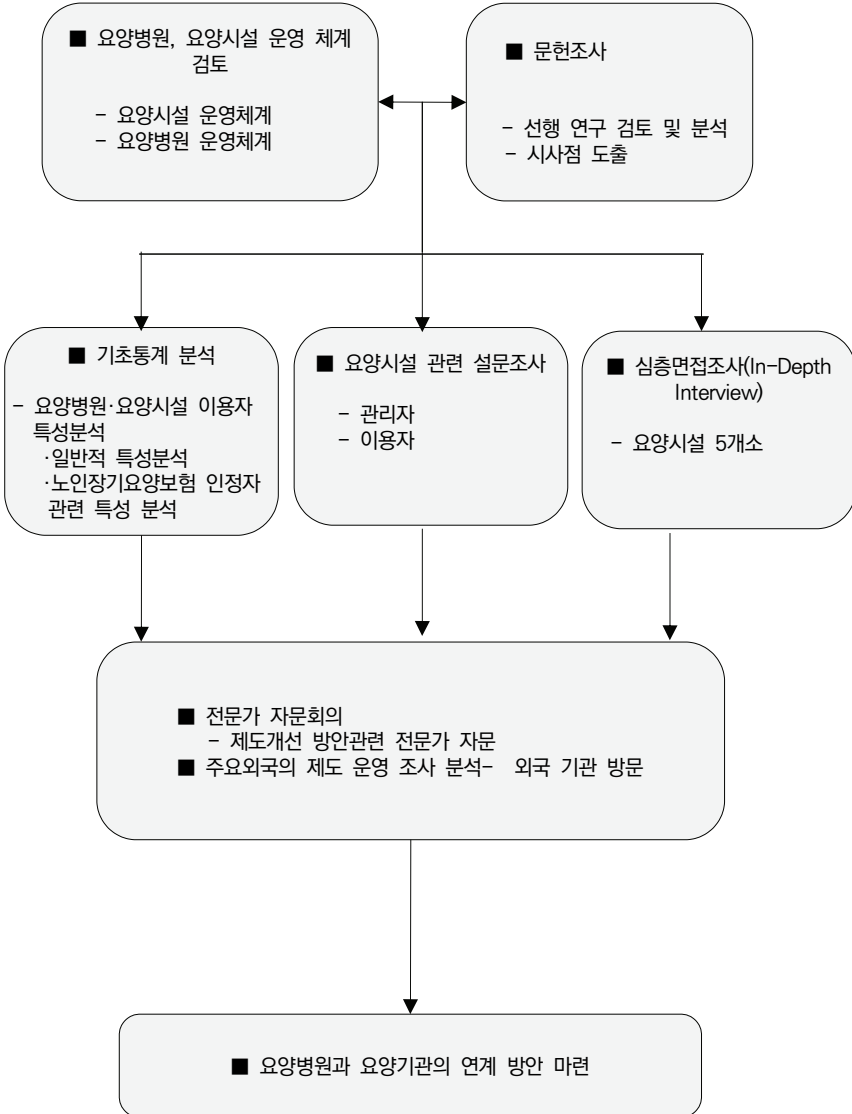 ■ 요양병원, 요양시설 운영 체계
검토
- 요양시설 운영체계
- 요양병원 운영체계
■ 문헌조사
- 선행 연구 검토 및 분석
- 시사점 도출
■ 기초통계 분석
- 요양병원·요양시설 이용자
특성분석
·일반적 특성분석
·노인장기요양보험 인정자
관련 특성 분석
■ 요양시설 관련 설문조사
- 관리자
- 이용자
■ 심층면접조사(In-Depth
Interview)
- 요양시설 5개소
■ 전문가 자문회의
- 제도개선 방안관련 전문가 자문
■ 주요외국의 제도 운영 조사 분석- 외국 기관 방문
■ 요양병원과 요양기관의 연계 방안 마련